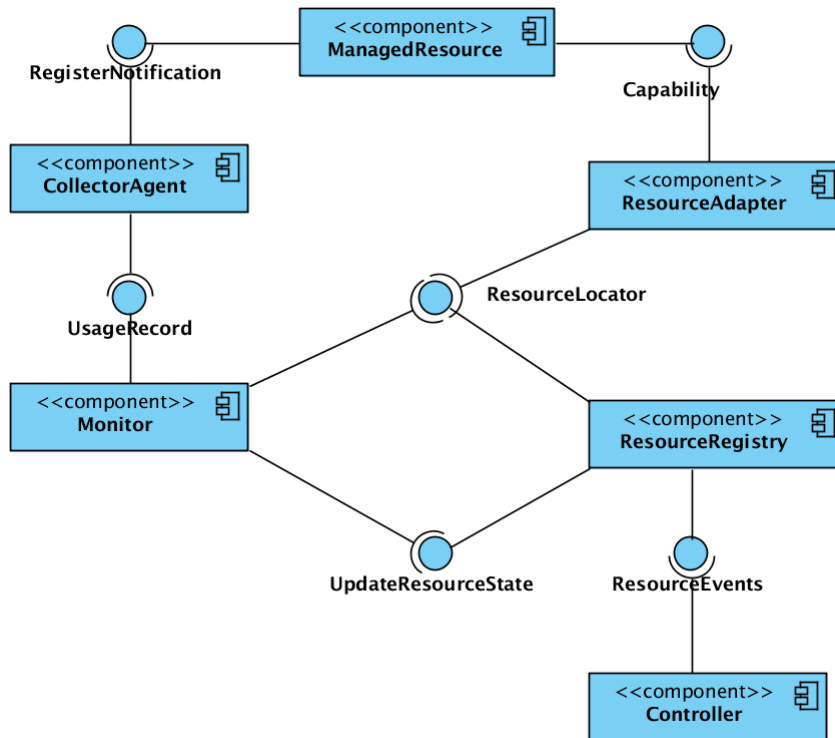 <<component>>
ManagedResource
RegisterNotification
Capability
<<component>>
CollectorAgent
<<component>>
ResourceAdapter
ResourceLocator
UsageRecord
<<component>>
Monitor
<<component>>
ResourceRegistry
UpdateResourceState
ResourceEvents
<<component>>
Controller